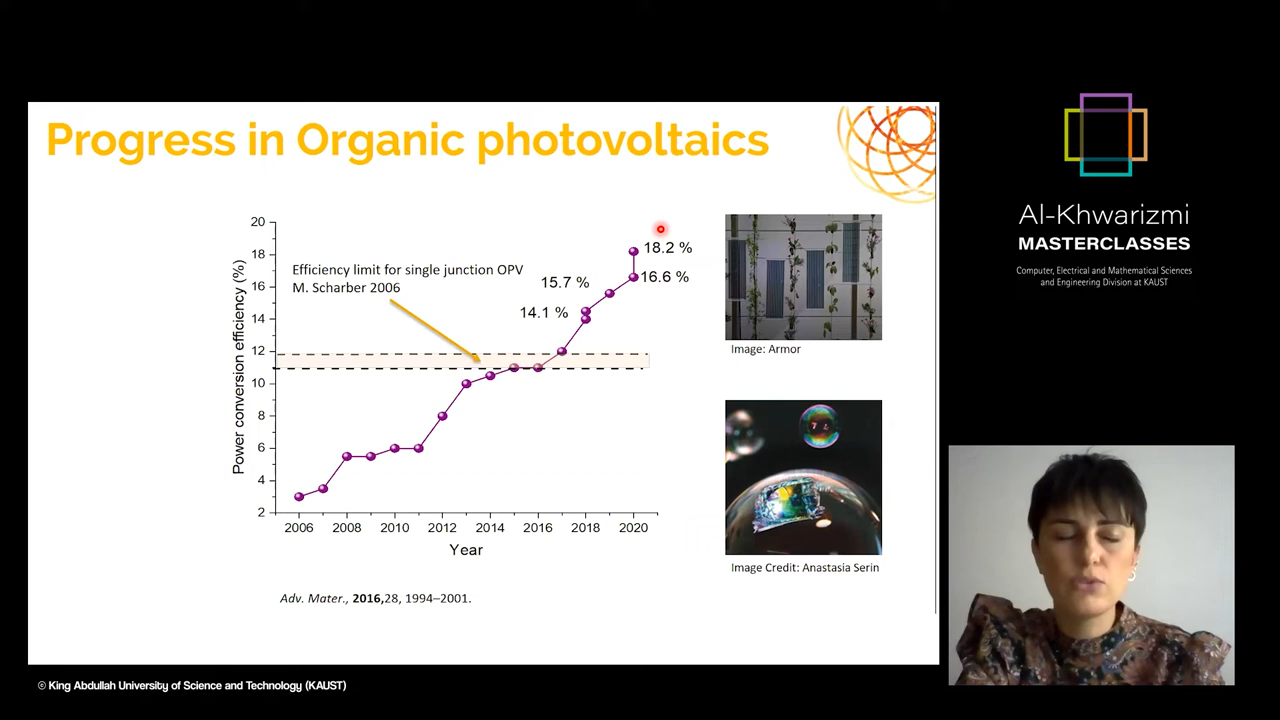 Progress in Organic photovoltaics
20
18
16
14
12
10
8
6
4
2
Power conversion efficiency (%)
Efficiency limit for single junction OPV
M. Scharber 2006
18.2 %
16.6 %
15.7 %
14.1 %
2006 2008 2010 2012 2014 2016 2018 2020
Year
Adv. Mater., 2016,28, 1994–2001.
Image: Armor
Image Credit: Anastasia Serin
Al-Khwarizmi
MASTERCLASSES
Computer, Electrical and Mathematical Sciences
and Engineering Division at KAUST
© King Abdullah University of Science and Technology (KAUST)